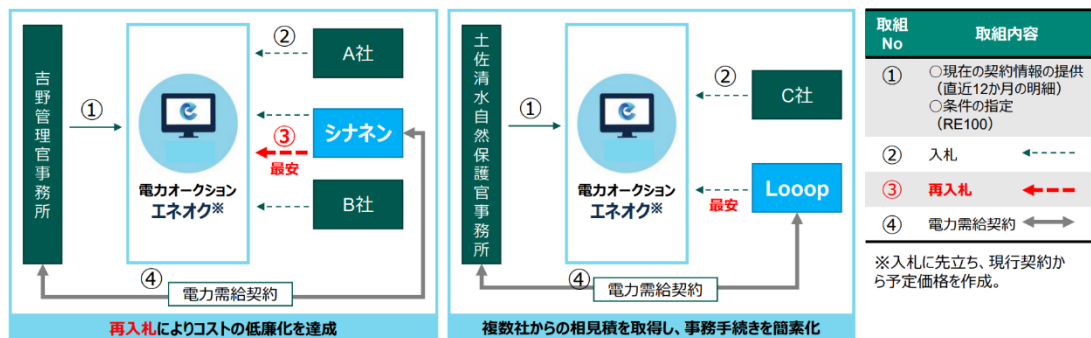 吉野管理官事務所
①
②
A社
シナネン
③
最安
B社
電力オークション
エネオク※
④
電力需給契約
再入札によりコストの低廉化を達成
土佐清水自然保護官事務所
①
②
C社
Looop
最安
電力オークション
エネオク※
④
電力需給契約
複数社からの相見積を取得し、事務手続きを簡素化
取組
No
取組内容
①
○現在の契約情報の提供
(直近12か月の明細)
○条件の指定
(RE100)
②
入札
③
再入札
④
電力需給契約
※入札に先立ち、現行契約か
ら予定価格を作成。